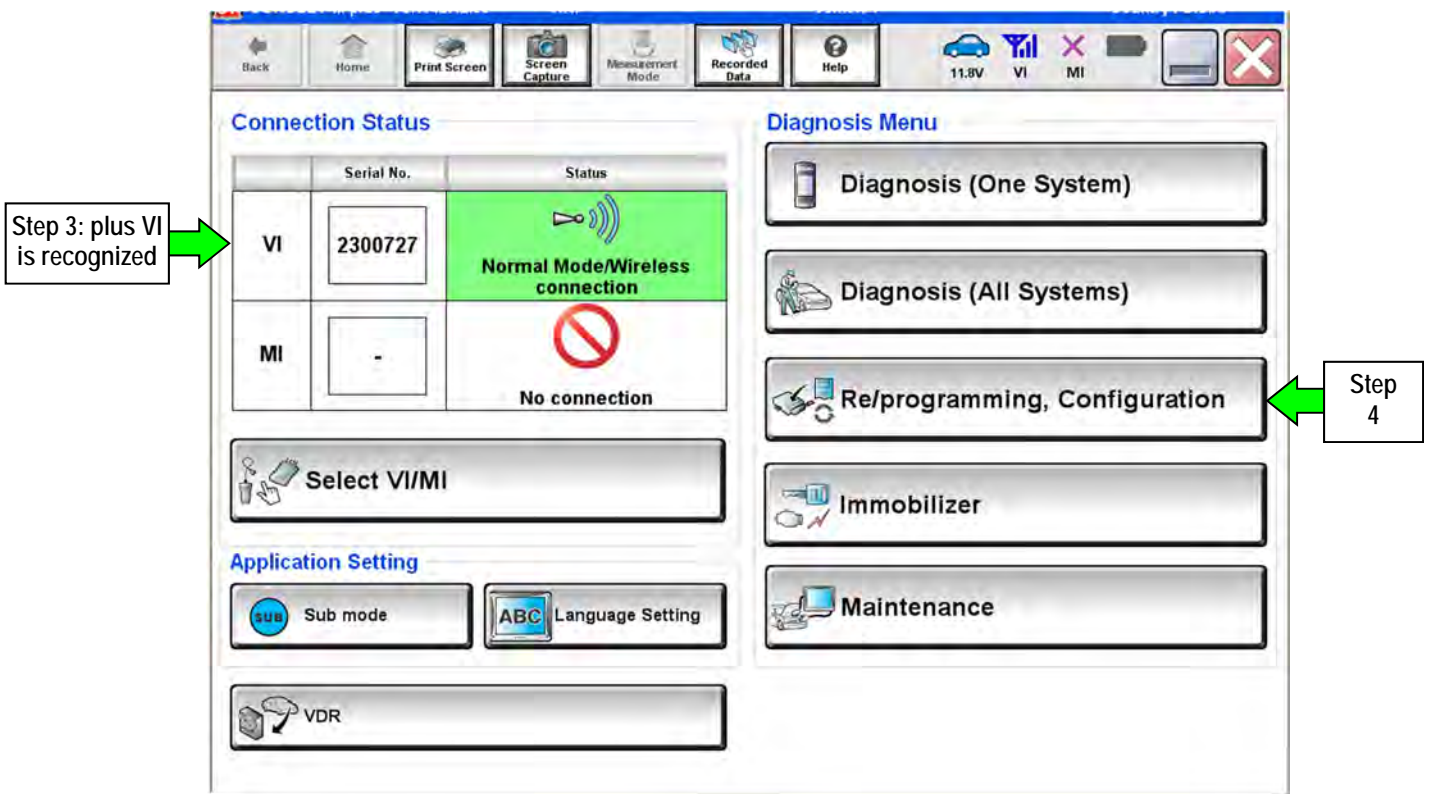 Back
Home
Print Screen
Screen
Capture
Measurement
Mode
Recorded
Data
Help
11.8V
VI
MI
Connection Status
Serial No.
Status
VI
2300727
Normal Mode/Wireless
connection
MI
-
No connection
Select VI/MI
Application Setting
SUB
Sub mode
ABC
Language Setting
VDR
Diagnosis Menu
Diagnosis (One System)
Diagnosis (All Systems)
Re/programming, Configuration
Immobilizer
Maintenance
Step 3: plus VI
is recognized
Step
4